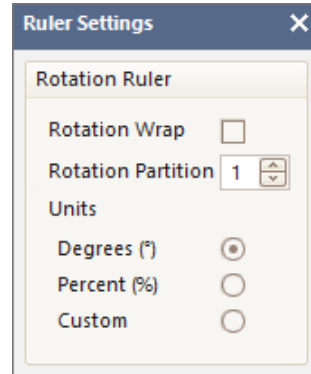 Ruler Settings
Rotation Ruler
Rotation Wrap
Rotation Partition 1
Units
Degrees (°)
Percent (%)
Custom